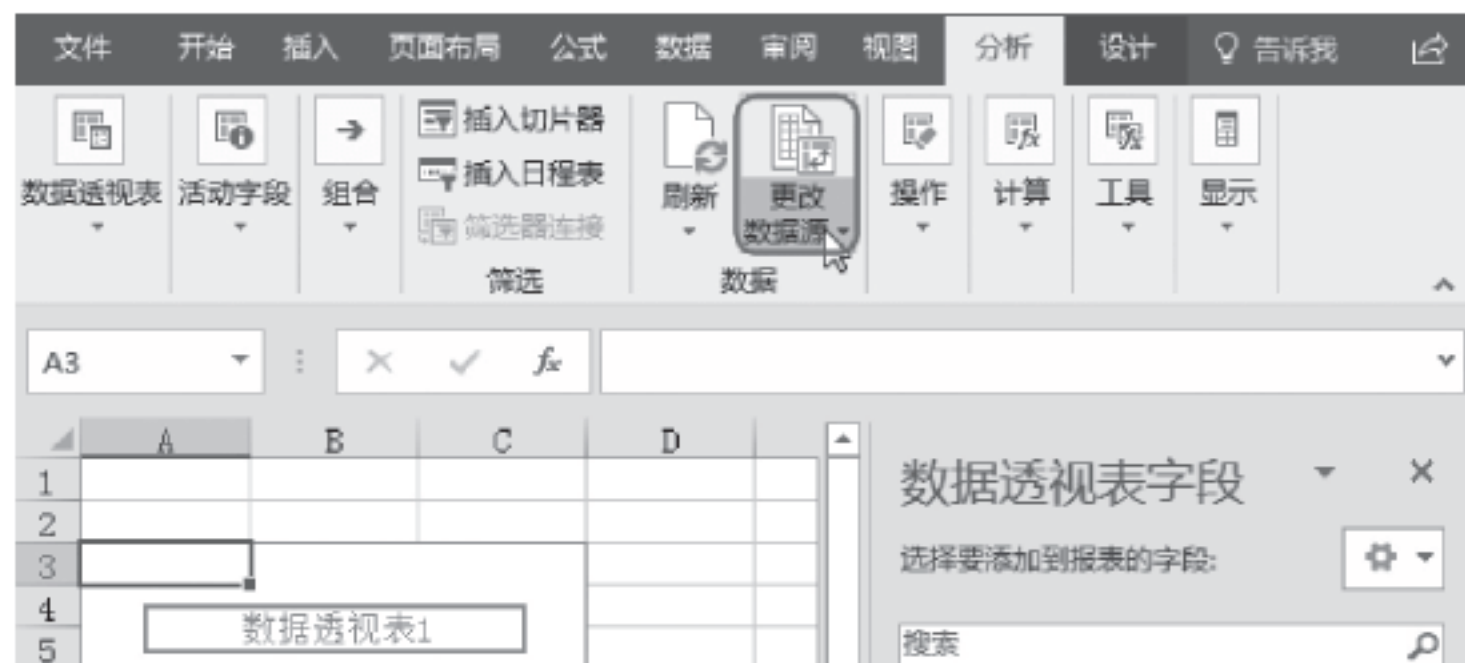 文件 开始 插入 页面布局 公式 数据 审阅 视图 分析 设计 告诉我
数据透视表 活动字段 组合 插入切片器 刷新 更改 操作 计算 工具 显示
插入日程表 数据源
筛选器连接
筛选 数据
A3 fx
A B C D
1
2
3
4
5
数据透视表1
数据透视表字段
选择要添加到报表的字段:
搜索